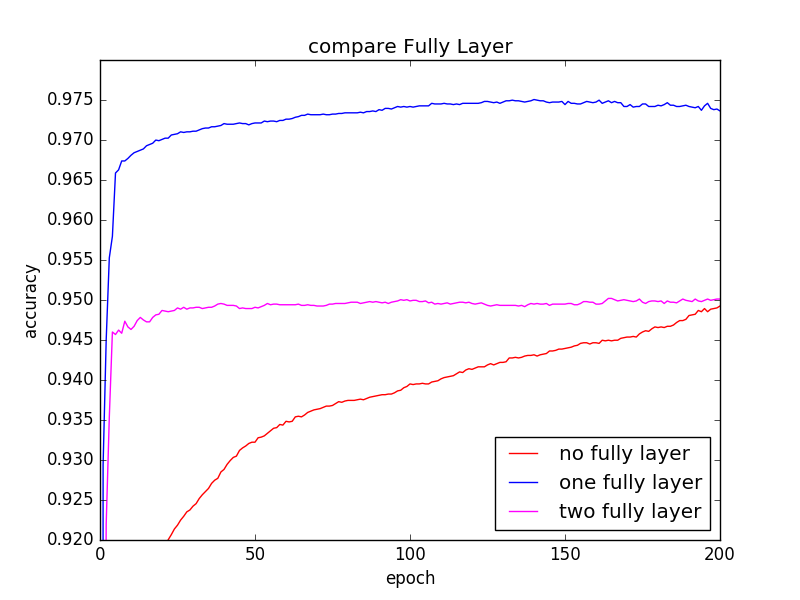 compare Fully Layer
accuracy
0.975
0.970
0.965
0.960
0.955
0.950
0.945
0.940
0.935
0.930
0.925
0.920
no fully layer
one fully layer
two fully layer
0 50 100 150 200
epoch